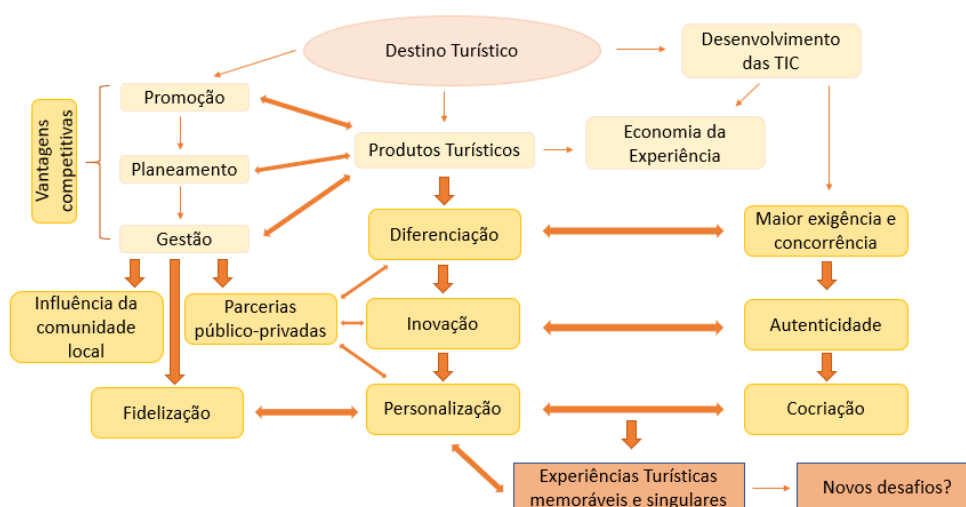 Destino Turístico
Desenvolvimento
das TIC
Promoção
Vantagens
competitivas
Produtos Turísticos
Economia da
Experiência
Planeamento
Gestão
Diferenciação
Maior exigência e
concorrência
Influência da
comunidade
local
Parcerias
público-privadas
Inovação
Autenticidade
Fidelização
Personalização
Cocriação
Experiências Turísticas
memoráveis e singulares
Novos desafios?